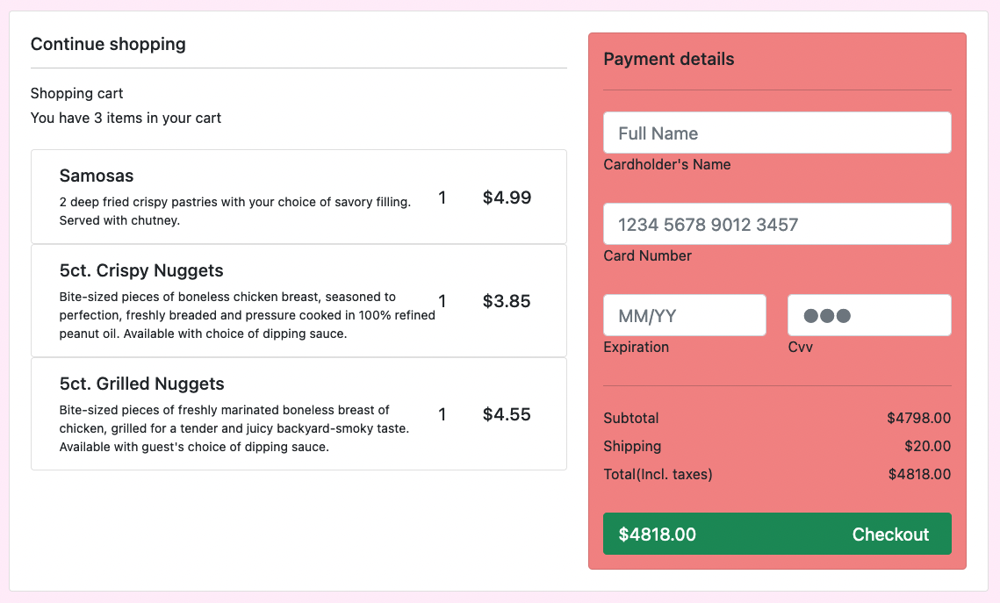 Continue shopping
Shopping cart
You have 3 items in your cart
Samosas
2 deep fried crispy pastries with your choice of savory filling.
Served with chutney.
1
$4.99
5ct. Crispy Nuggets
Bite-sized pieces of boneless chicken breast, seasoned to
perfection, freshly breaded and pressure cooked in 100% refined
peanut oil. Available with choice of dipping sauce.
1
$3.85
5ct. Grilled Nuggets
Bite-sized pieces of freshly marinated boneless breast of
chicken, grilled for a tender and juicy backyard-smoky taste.
Available with guest's choice of dipping sauce.
1
$4.55
Payment details
Full Name
Cardholder's Name
1234 5678 9012 3457
Card Number
MM/YY
Expiration
●●●
Cvv
Subtotal $4798.00
Shipping $20.00
Total(Incl. taxes) $4818.00
$4818.00 Checkout